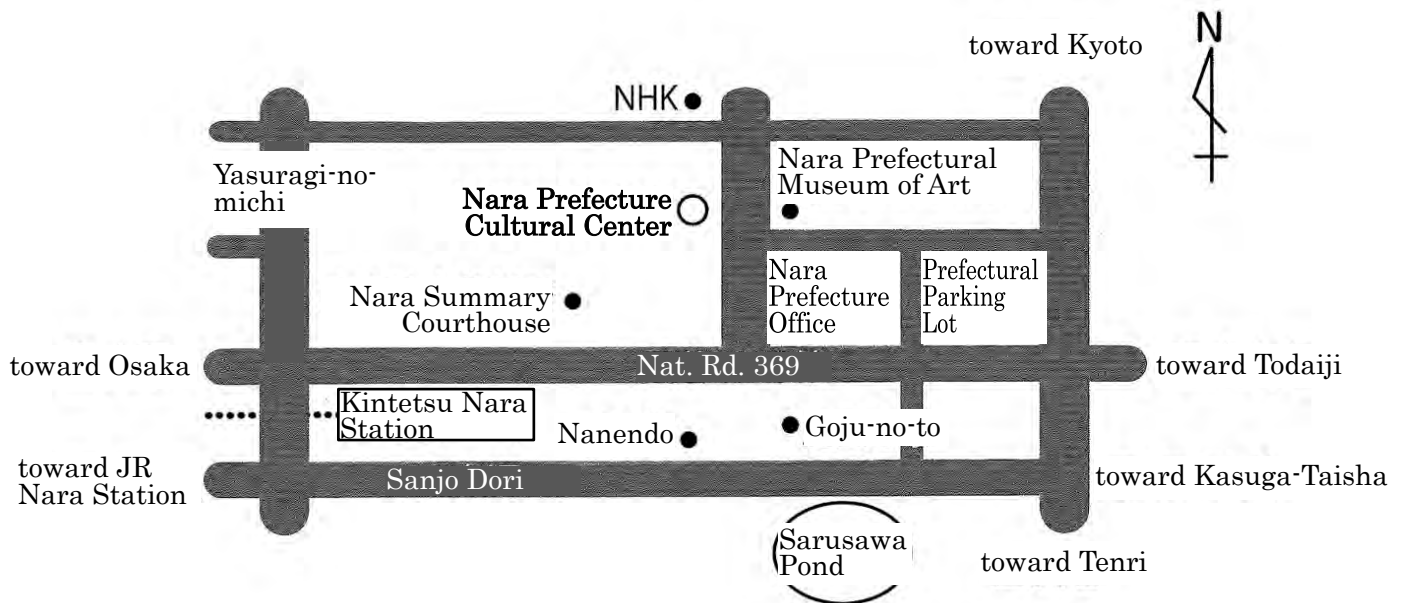 N
toward Kyoto
NHK
Yasuragi-no-
michi
Nara Prefecture
Cultural Center
Nara Prefectural
Museum of Art
Nara Summary
Courthouse
Nara
Prefecture
Office
Prefectural
Parking
Lot
toward Osaka
Nat. Rd. 369
toward Todaiji
Kintetsu Nara
Station
Nanendo
Goju-no-to
toward JR
Nara Station
Sanjo Dori
toward Kasuga-Taisha
Sarusawa
Pond
toward Tenri